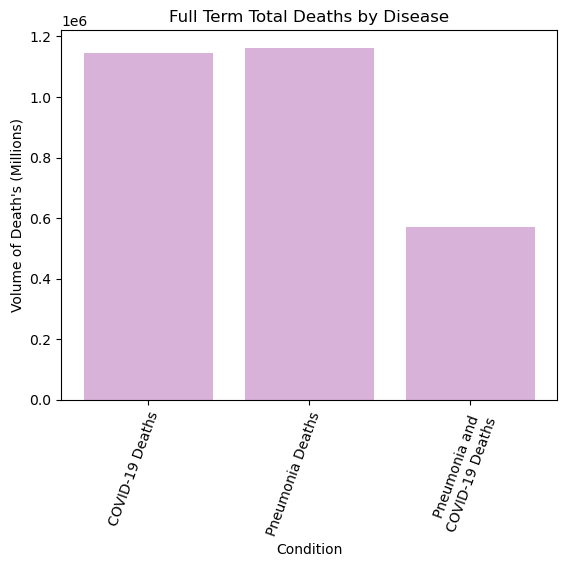 Full Term Total Deaths by Disease
1e6
1.2
1.0
0.8
0.6
0.4
0.2
0.0
Volume of Death's (Millions)
COVID-19 Deaths
Pneumonia Deaths
Pneumonia and
COVID-19 Deaths
Condition